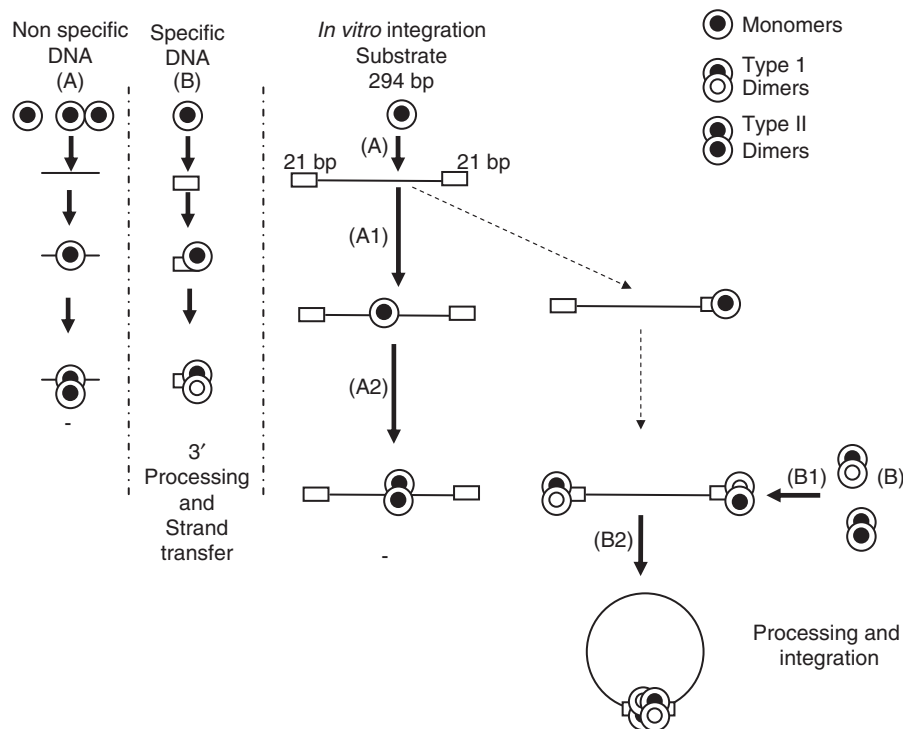 Non specific
DNA
(A)
Specific
DNA
(B)
In vitro integration
Substrate
294 bp
Monomers
Type 1
Dimers
Type II
Dimers
(A)
21 bp
21 bp
(A1)
(A2)
-
3′
Processing
and
Strand
transfer
-
(B1)
(B)
(B2)
Processing and
integration